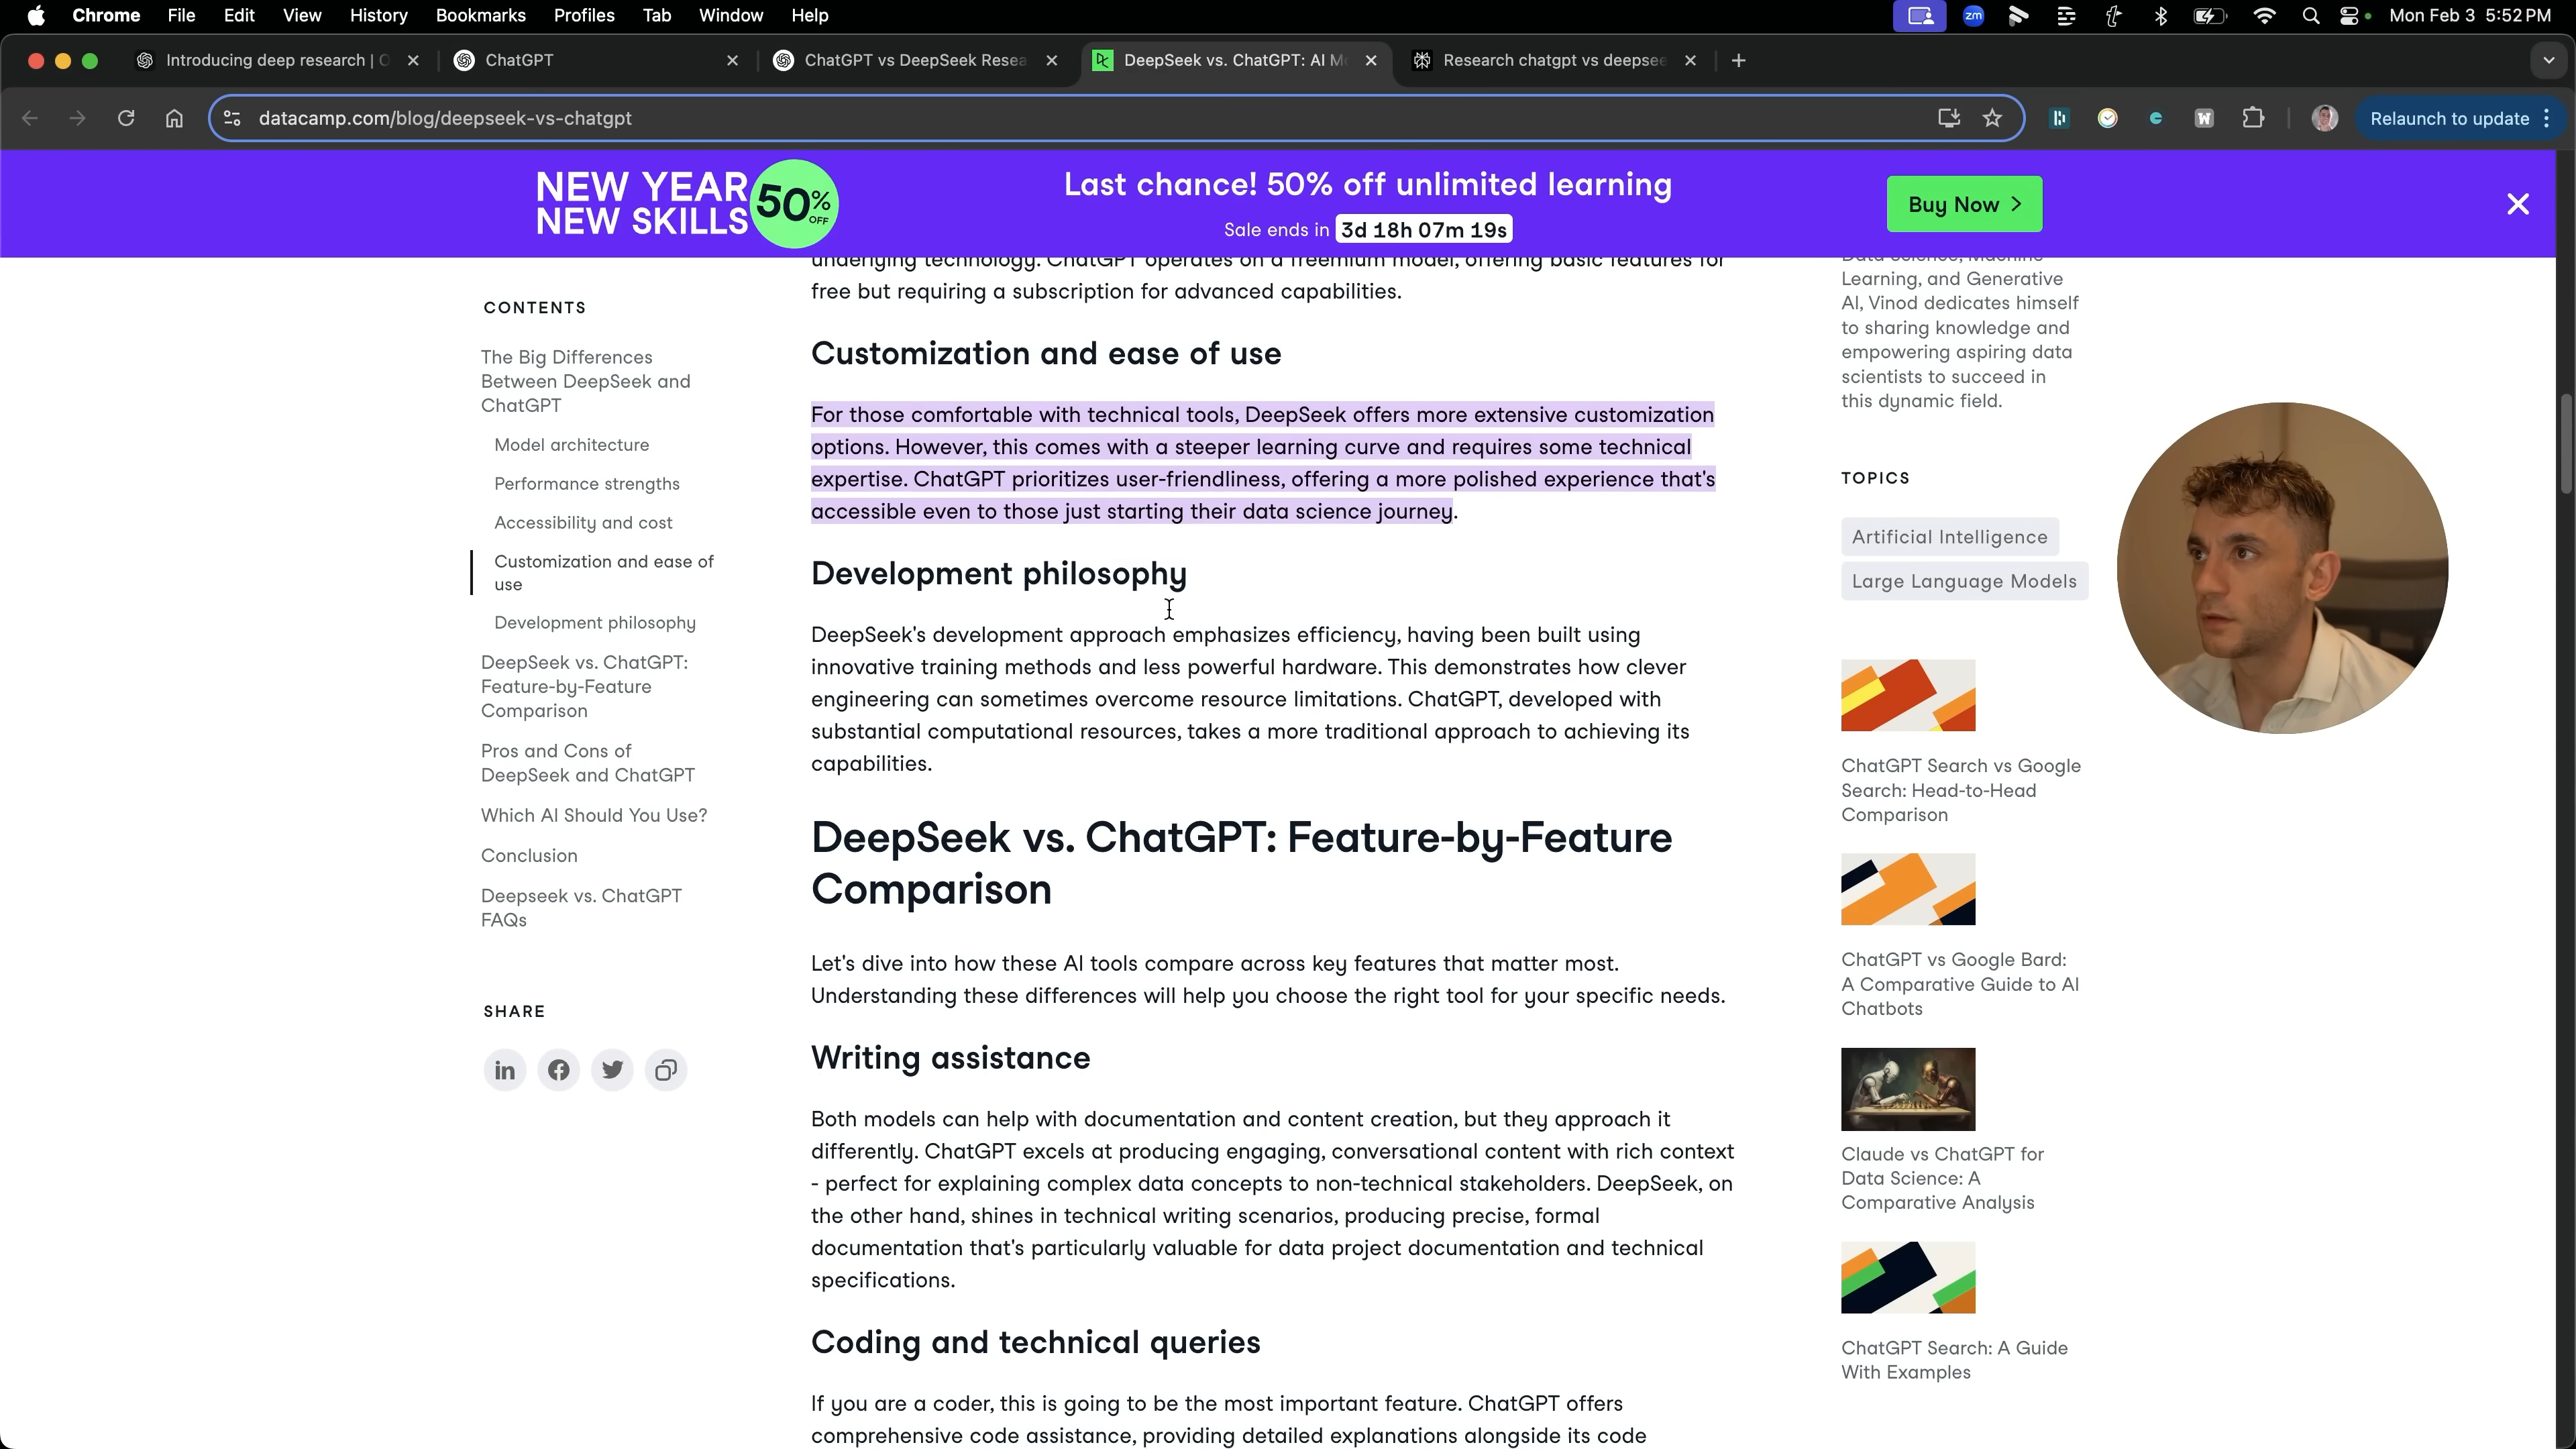 Chrome File Edit View History Bookmarks Profiles Tab Window Help
zm
Mon Feb 3 5:52 PM
Introducing deep research |
ChatGPT
ChatGPT vs DeepSeek Resea
DeepSeek vs. ChatGPT: AI M
Research chatgpt vs deepsee
datacamp.com/blog/deepseek-vs-chatgpt
W
Relaunch to update
NEW YEAR
NEW SKILLS
50%
OFF
Last chance! 50% off unlimited learning
Sale ends in 3d 18h 07m 19s
Buy Now >
CONTENTS
The Big Differences
Between DeepSeek and
ChatGPT
Model architecture
Performance strengths
Accessibility and cost
Customization and ease of
use
Development philosophy
DeepSeek vs. ChatGPT:
Feature-by-Feature
Comparison
Pros and Cons of
DeepSeek and ChatGPT
Which AI Should You Use?
Conclusion
Deepseek vs. ChatGPT
FAQs
SHARE
in
underlying technology. ChatGPT operates on a freemium model, offering basic features for
free but requiring a subscription for advanced capabilities.
Customization and ease of use
For those comfortable with technical tools, DeepSeek offers more extensive customization
options. However, this comes with a steeper learning curve and requires some technical
expertise. ChatGPT prioritizes user-friendliness, offering a more polished experience that's
accessible even to those just starting their data science journey.
Development philosophy
DeepSeek's development approach emphasizes efficiency, having been built using
innovative training methods and less powerful hardware. This demonstrates how clever
engineering can sometimes overcome resource limitations. ChatGPT, developed with
substantial computational resources, takes a more traditional approach to achieving its
capabilities.
DeepSeek vs. ChatGPT: Feature-by-Feature
Comparison
Let's dive into how these AI tools compare across key features that matter most.
Understanding these differences will help you choose the right tool for your specific needs.
Writing assistance
Both models can help with documentation and content creation, but they approach it
differently. ChatGPT excels at producing engaging, conversational content with rich context
- perfect for explaining complex data concepts to non-technical stakeholders. DeepSeek, on
the other hand, shines in technical writing scenarios, producing precise, formal
documentation that's particularly valuable for data project documentation and technical
specifications.
Coding and technical queries
If you are a coder, this is going to be the most important feature. ChatGPT offers
comprehensive code assistance, providing detailed explanations alongside its code
Data Science, Machine
Learning, and Generative
AI, Vinod dedicates himself
to sharing knowledge and
empowering aspiring data
scientists to succeed in
this dynamic field.
TOPICS
Artificial Intelligence
Large Language Models
ChatGPT Search vs Google
Search: Head-to-Head
Comparison
ChatGPT vs Google Bard:
A Comparative Guide to AI
Chatbots
Claude vs ChatGPT for
Data Science: A
Comparative Analysis
ChatGPT Search: A Guide
With Examples